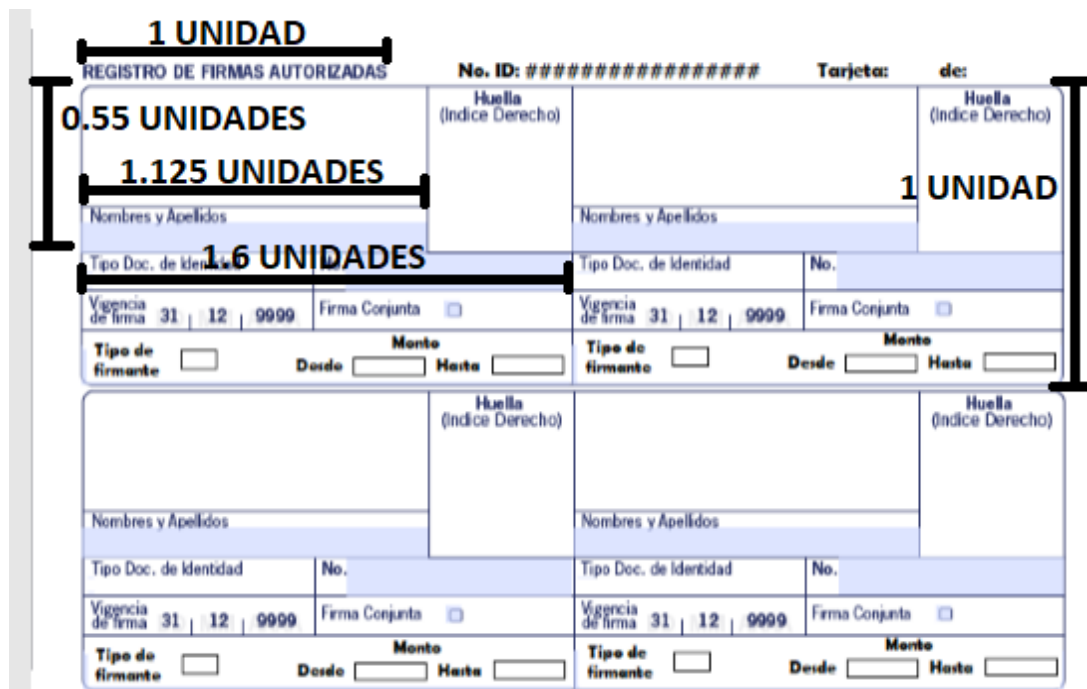 1 UNIDAD
REGISTRO DE FIRMAS AUTORIZADAS No. ID: ################# Tarjeta: de:
Huella Huella
(Indice Derecho) (Indice Derecho)
0.55 UNIDADES
1.125 UNIDADES
1 UNIDAD
Nombres y Apellidos Nombres y Apellidos
1.6 UNIDADES
Tipo Doc. de Identidad Tipo Doc. de Identidad No.
Vigencia de firma 31 12 9999 Firma Conjunta Vigencia de firma 31 12 9999 Firma Conjunta
Tipo de firmante Monto Desde Hasta Tipo de firmante Monto Desde Hasta
Huella Huella
(Indice Derecho) (Indice Derecho)
Nombres y Apellidos Nombres y Apellidos
Tipo Doc. de Identidad No. Tipo Doc. de Identidad No.
Vigencia de firma 31 12 9999 Firma Conjunta Vigencia de firma 31 12 9999 Firma Conjunta
Tipo de firmante Monto Desde Hasta Tipo de firmante Monto Desde Hasta